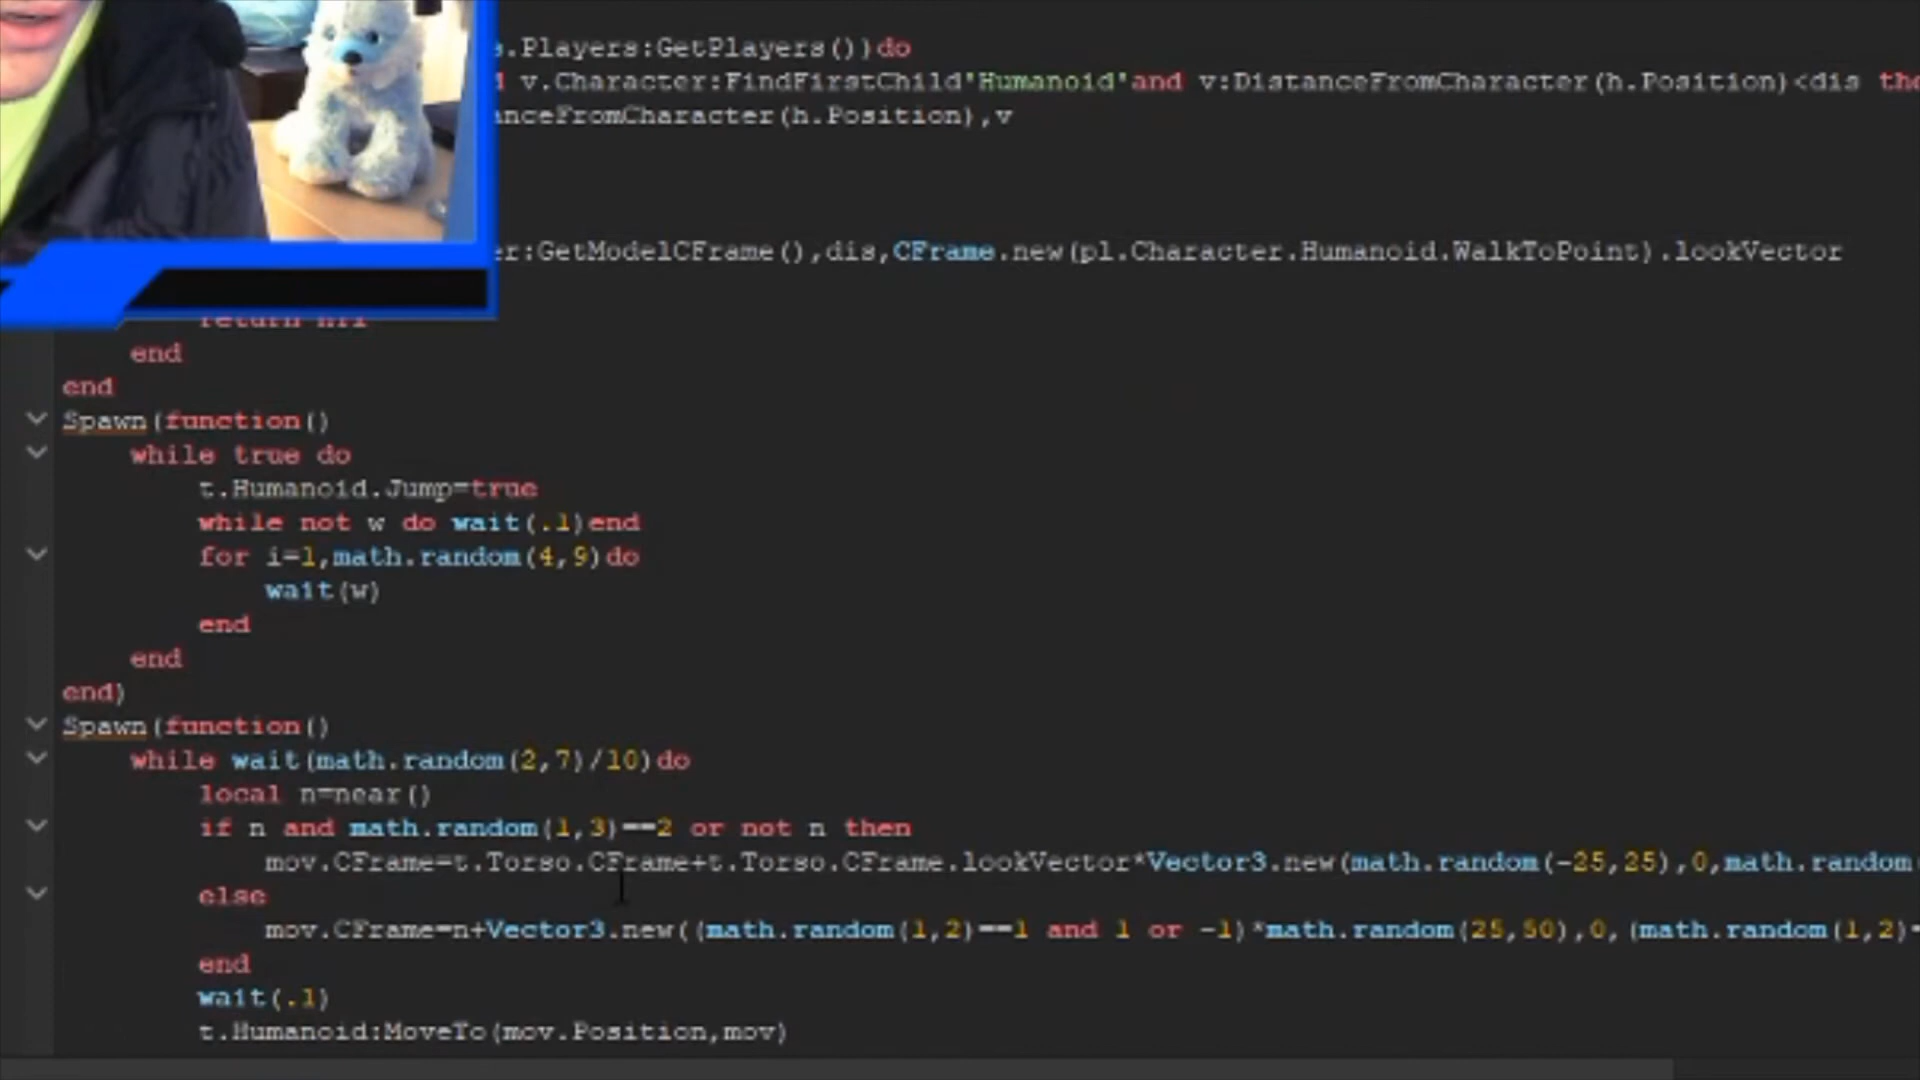 .Players:GetPlayers())do
v.Character:FindFirstChild"Humanoid"and v:DistanceFromCharacter(h.Position)<dis
anceFromCharacter(h.Position),v
er:GetModelCFrame(),dis,CFrame.new(pl.Character.Humanoid.WalkToPoint).lookVector
return
end
end
Spawn(function()
while true do
t.Humanoid.Jump=true
while not w do wait(.1)end
for i=1,math.random(4,9)do
wait(w)
end
end
end)
Spawn(function()
while wait(math.random(2,7)/10)do
local n=near()
if n and math.random(1,3)==2 or not n then
mov.CFrame=t.Torso.CFrame+t.Torso.CFrame.lookVector*Vector3.new(math.random(-25,25),0,math.random(
else
mov.CFrame=n+Vector3.new((math.random(1,2)==1 and 1 or -1)*math.random(25,50),0,(math.random(1,2)
end
wait(.1)
t.Humanoid:MoveTo(mov.Position,mov)